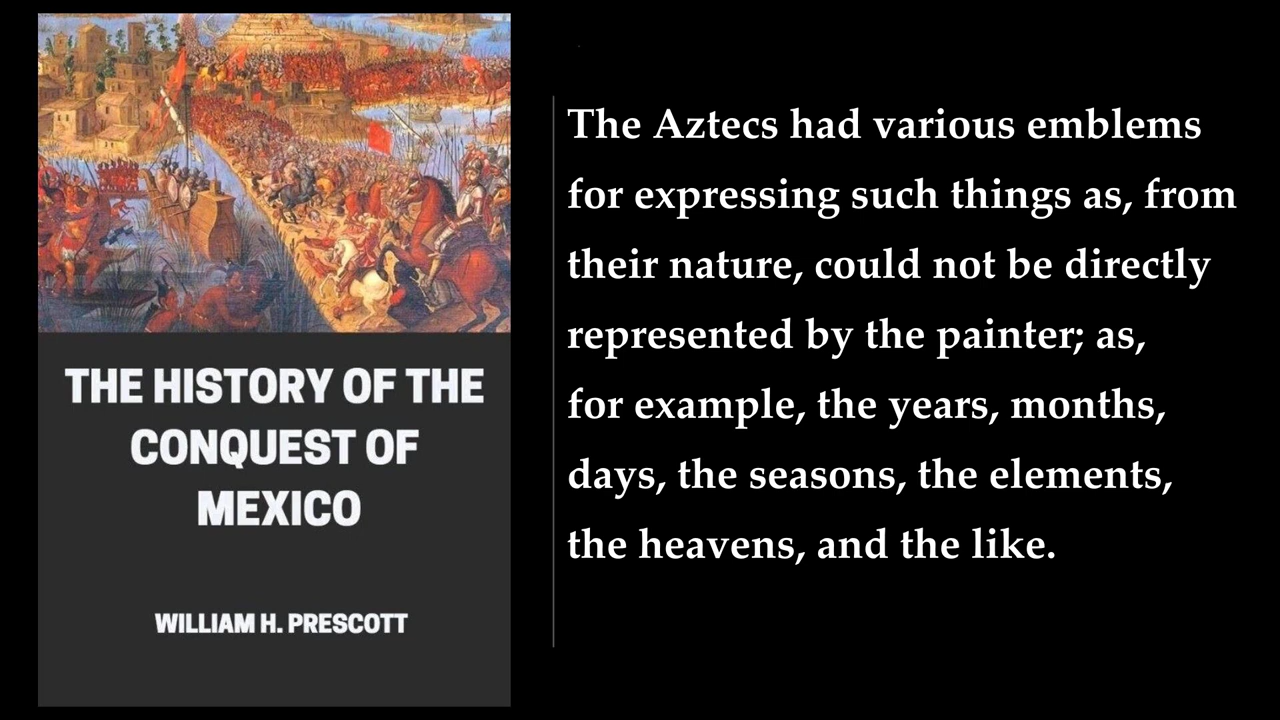 THE HISTORY OF THE
CONQUEST OF
MEXICO
WILLIAM H. PRESCOTT
The Aztecs had various emblems
for expressing such things as, from
their nature, could not be directly
represented by the painter; as,
for example, the years, months,
days, the seasons, the elements,
the heavens, and the like.